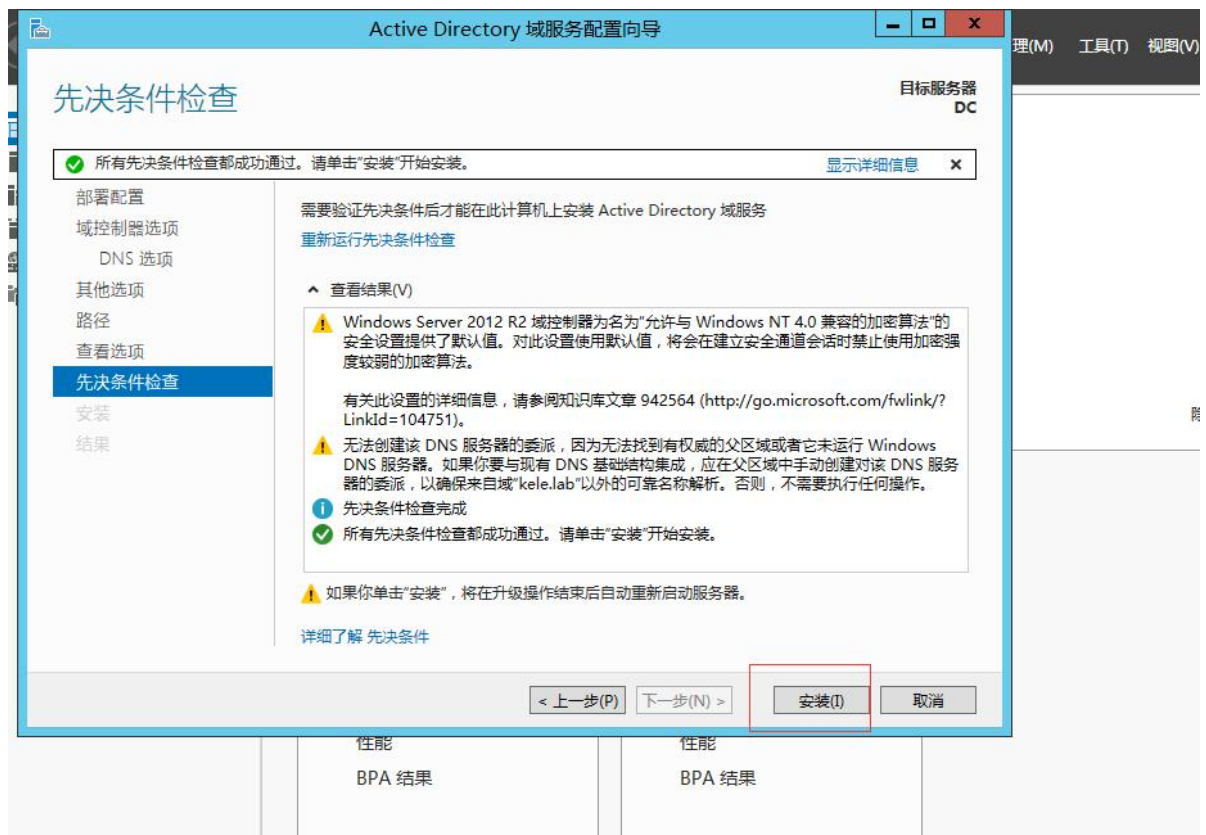 Active Directory 域服务配置向导
理(M) 工具(T) 视图(V)
先决条件检查
目标服务器
DC
所有先决条件检查都成功通过。请单击"安装"开始安装。
显示详细信息
部署配置
域控制器选项
DNS 选项
其他选项
路径
查看选项
先决条件检查
安装
结果
需要验证先决条件后才能在此计算机上安装 Active Directory 域服务
重新运行先决条件检查
查看结果(V)
Windows Server 2012 R2 域控制器为名为"允许与 Windows NT 4.0 兼容的加密算法"的
安全设置提供了默认值。对此设置使用默认值，将会在建立安全通道会话时禁止使用加密强
度较弱的加密算法。
有关此设置的详细信息，请参阅知识库文章 942564 (http://go.microsoft.com/fwlink/?
LinkId=104751)。
无法创建该 DNS 服务器的委派，因为无法找到有权威的父区域或者它未运行 Windows
DNS 服务器。如果你要与现有 DNS 基础结构集成，应在父区域中手动创建对该 DNS 服务
器的委派，以确保来自域"kele.lab"以外的可靠名称解析。否则，不需要执行任何操作。
先决条件检查完成
所有先决条件检查都成功通过。请单击"安装"开始安装。
如果你单击"安装"，将在升级操作结束后自动重新启动服务器。
详细了解 先决条件
< 上一步(P)
下一步(N) >
安装(I)
取消
性能
性能
BPA 结果
BPA 结果